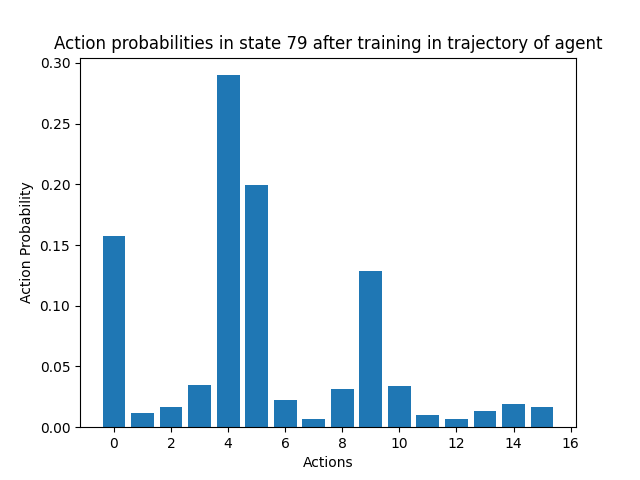 Action probabilities in state 79 after training in trajectory of agent
0.30
0.25
0.20
0.15
0.10
0.05
0.00
Action Probability
0 2 4 6 8 10 12 14 16
Actions